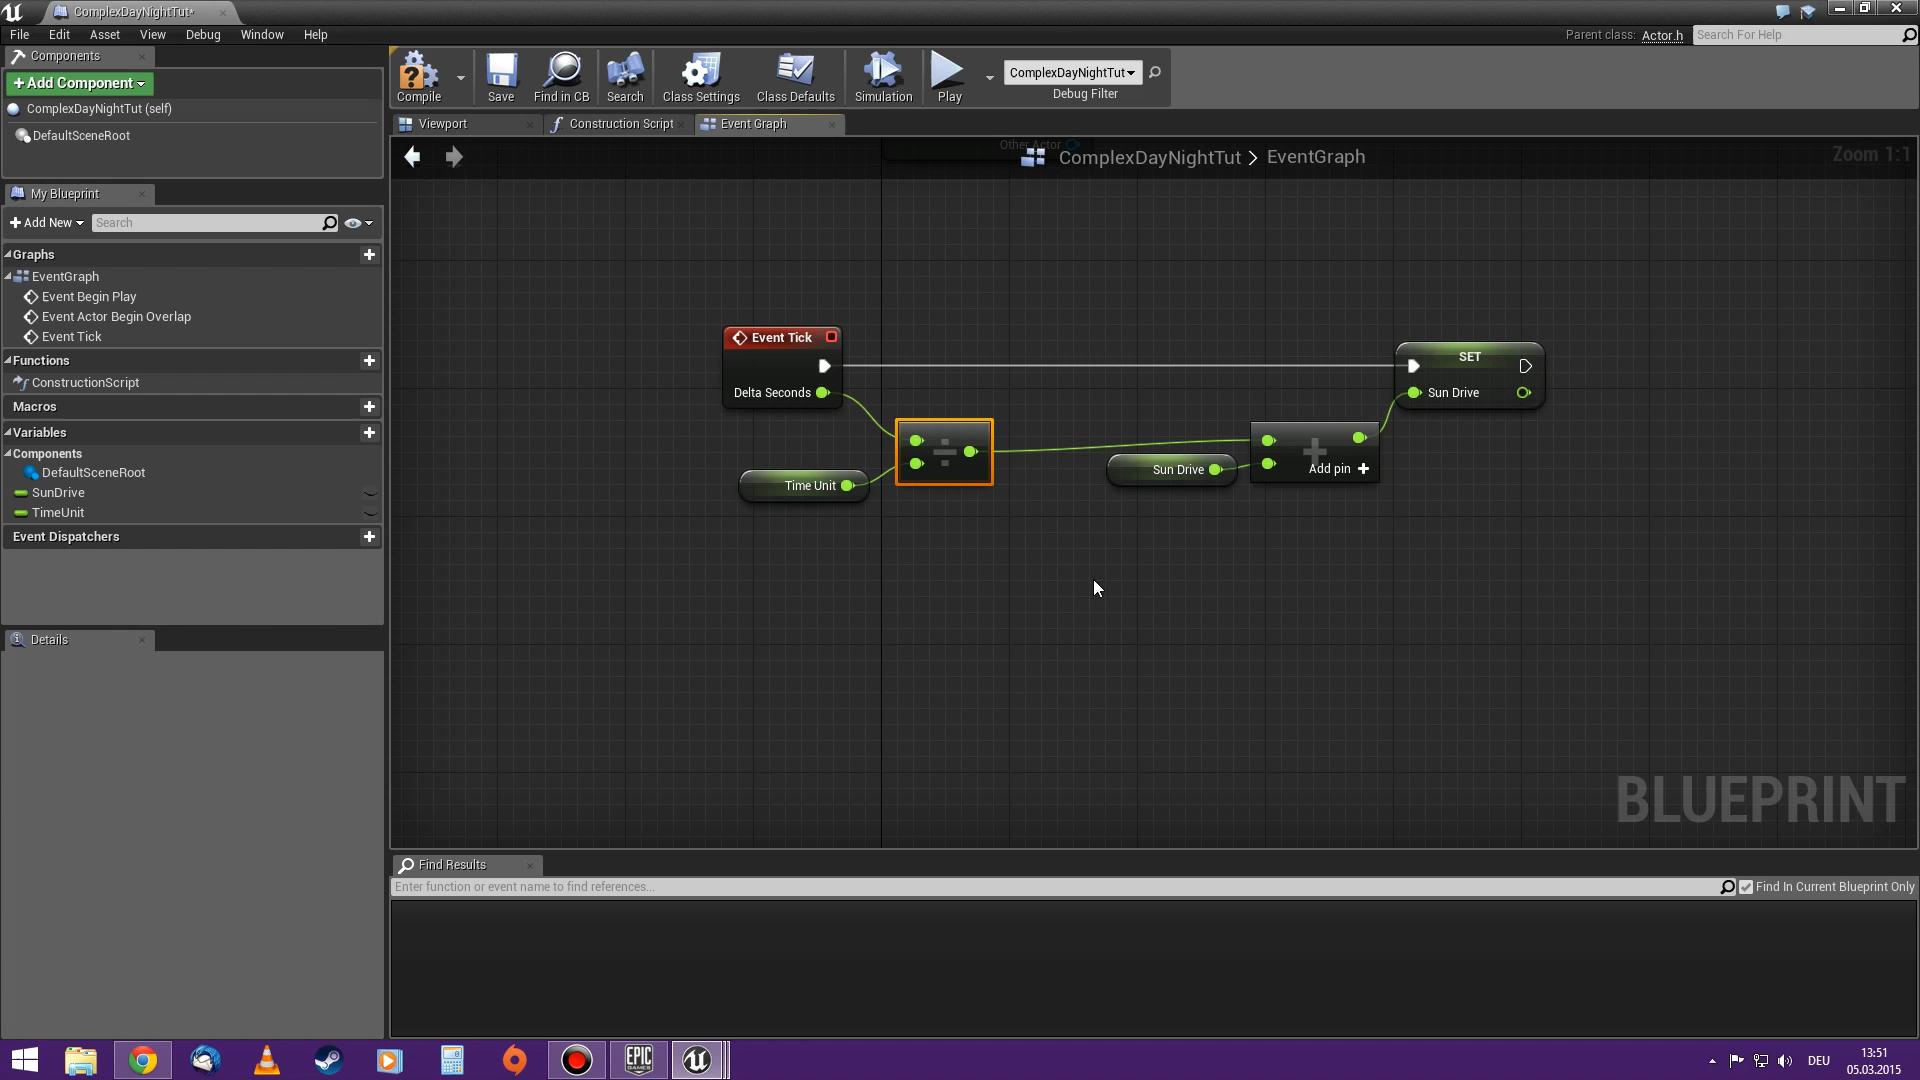 ComplexDayNightTut*
File Edit Asset View Debug Window Help
Parent class: Actor.h Search For Help
Components
+Add Component
ComplexDayNightTut (self)
DefaultSceneRoot
Compile Save Find in CB Search Class Settings Class Defaults Simulation Play
ComplexDayNightTut
Debug Filter
Viewport Construction Script Event Graph
Other Actor
ComplexDayNightTut > EventGraph
Zoom 1:1
My Blueprint
+Add New Search
Graphs
EventGraph
Event Begin Play
Event Actor Begin Overlap
Event Tick
Functions
ConstructionScript
Macros
Variables
Components
DefaultSceneRoot
SunDrive
TimeUnit
Event Dispatchers
Details
Event Tick
Delta Seconds
Time Unit
÷
Sun Drive
+
Add pin +
SET
Sun Drive
BLUEPRINT
Find Results
Enter function or event name to find references...
Find In Current Blueprint Only
EPIC GAMES
DEU
13:51
05.03.2015